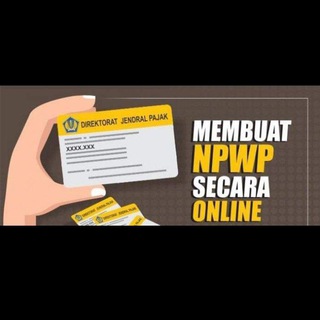 DIREKTORAT JENDRAL PAJAK
XXXX.XXX
MEMBUAT
NPWP
SECARA
ONLINE